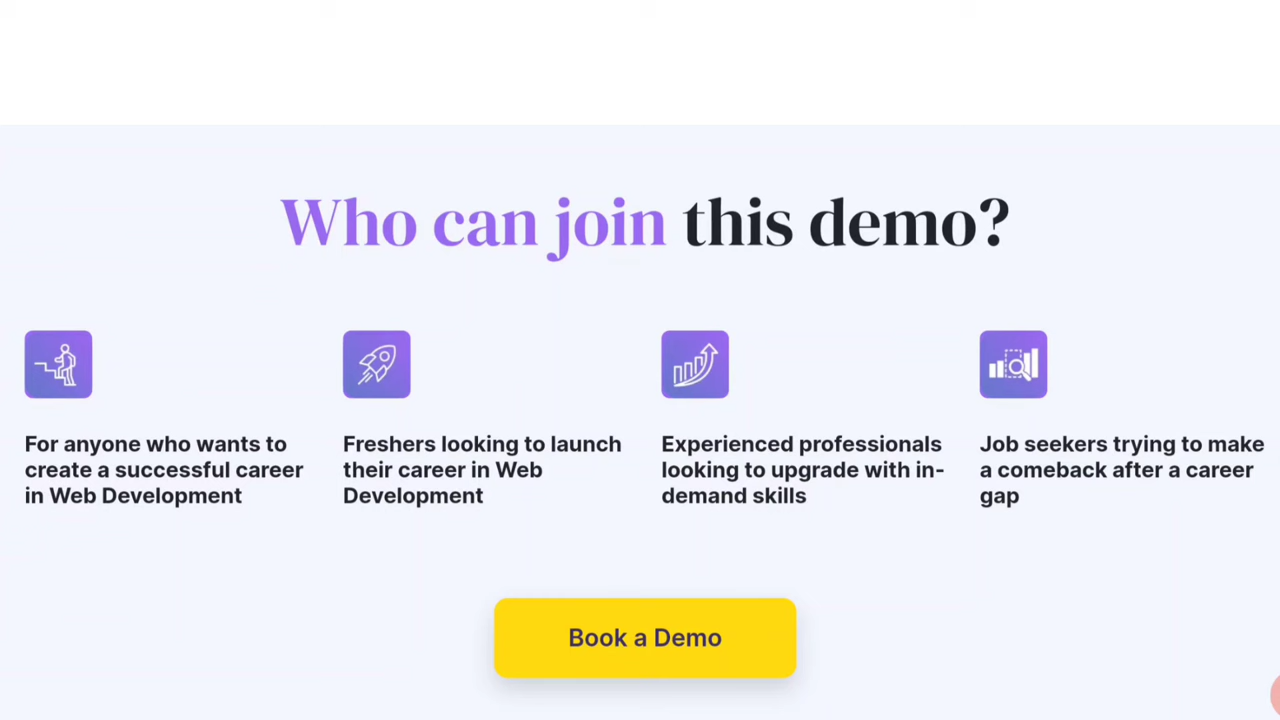 Who can join this demo?
For anyone who wants to
create a successful career
in Web Development
Freshers looking to launch
their career in Web
Development
Experienced professionals
looking to upgrade with in-
demand skills
Job seekers trying to make
a comeback after a career
gap
Book a Demo